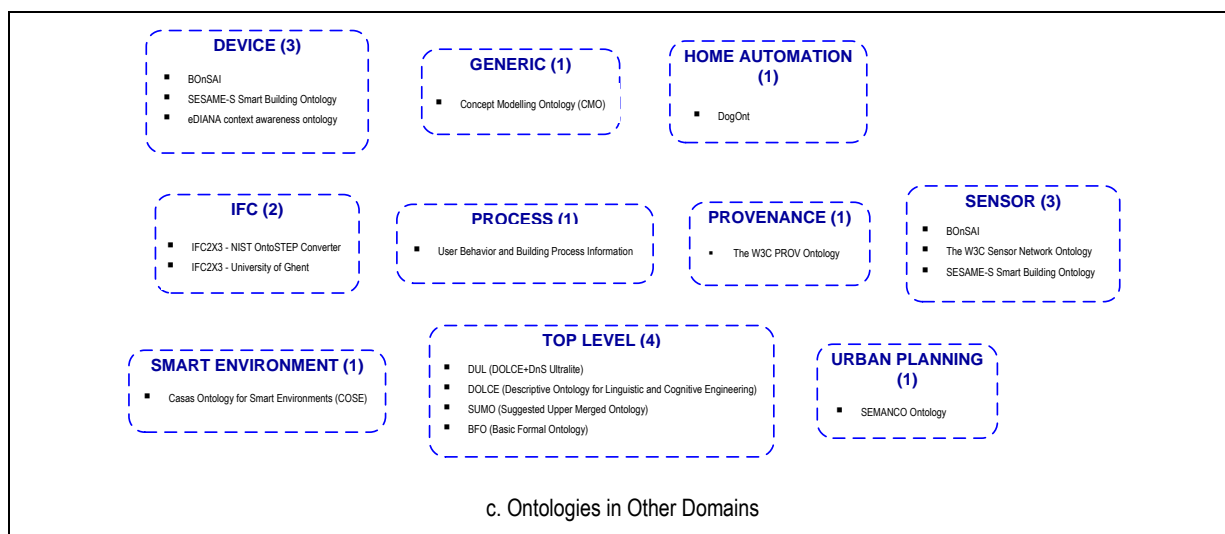 DEVICE (3)
▪ BOnSAI
▪ SESAME-S Smart Building Ontology
▪ eDIANA context awareness ontology
GENERIC (1)
▪ Concept Modelling Ontology (CMO)
HOME AUTOMATION
(1)
▪ DogOnt
IFC (2)
▪ IFC2X3 - NIST OntoSTEP Converter
▪ IFC2X3 - University of Ghent
PROCESS (1)
▪ User Behavior and Building Process Information
PROVENANCE (1)
▪ The W3C PROV Ontology
SENSOR (3)
▪ BOnSAI
▪ The W3C Sensor Network Ontology
▪ SESAME-S Smart Building Ontology
SMART ENVIRONMENT (1)
▪ Casas Ontology for Smart Environments (COSE)
TOP LEVEL (4)
▪ DUL (DOLCE+DnS Ultralite)
▪ DOLCE (Descriptive Ontology for Linguistic and Cognitive Engineering)
▪ SUMO (Suggested Upper Merged Ontology)
▪ BFO (Basic Formal Ontology)
URBAN PLANNING
(1)
▪ SEMANCO Ontology
c. Ontologies in Other Domains